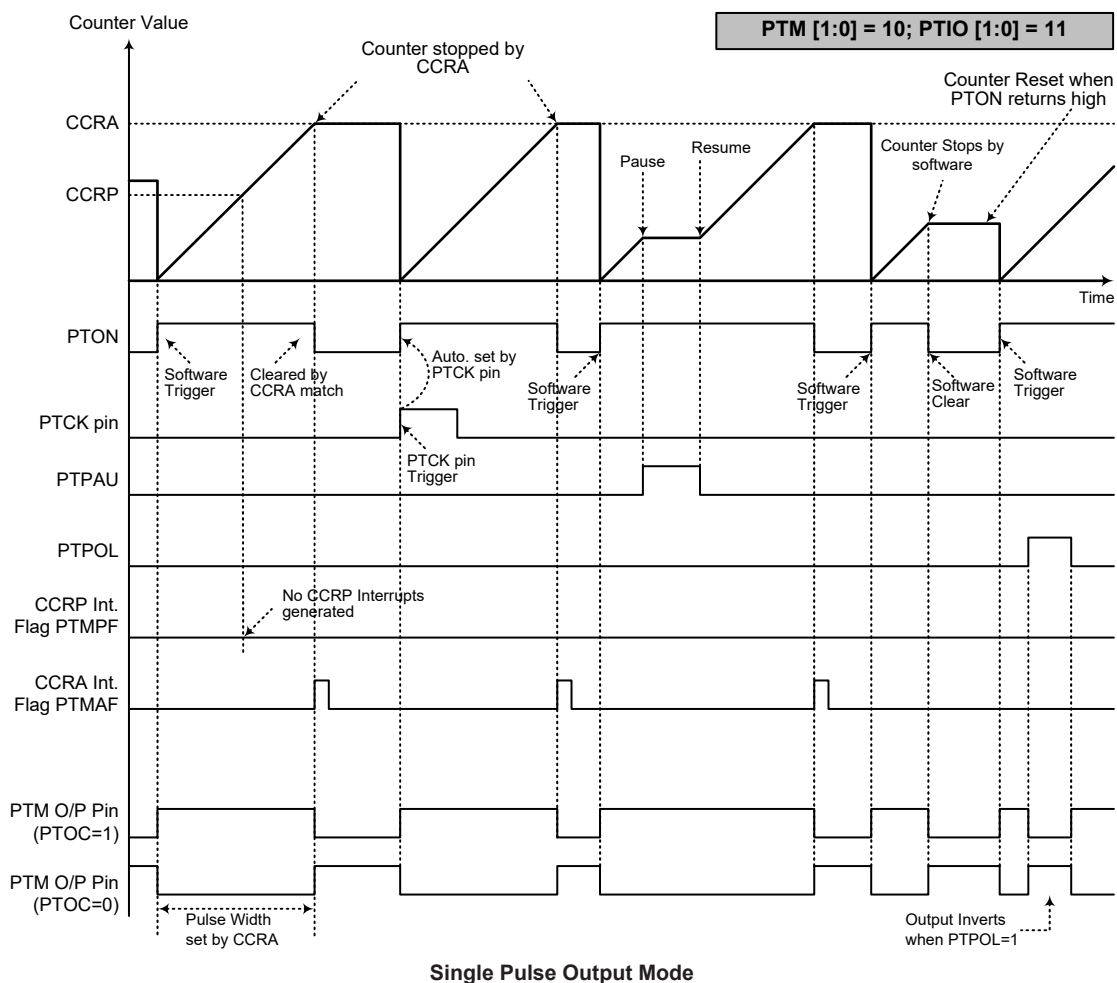 Counter Value
PTM [1:0] = 10; PTIO [1:0] = 11
Counter stopped by
CCRA
Counter Reset when
PTON returns high
CCRA
Pause
Resume
Counter Stops by
software
CCRP
Time
PTON
Software
Trigger
Cleared by
CCRA match
Auto. set by
PTCK pin
Software
Trigger
Software
Trigger
Software
Clear
Software
Trigger
PTCK pin
PTCK pin
Trigger
PTPAU
PTPOL
No CCRP Interrupts
generated
CCRP Int.
Flag PTMPF
CCRA Int.
Flag PTMAF
PTM O/P Pin
(PTOC=1)
PTM O/P Pin
(PTOC=0)
Pulse Width
set by CCRA
Output Inverts
when PTPOL=1
Single Pulse Output Mode